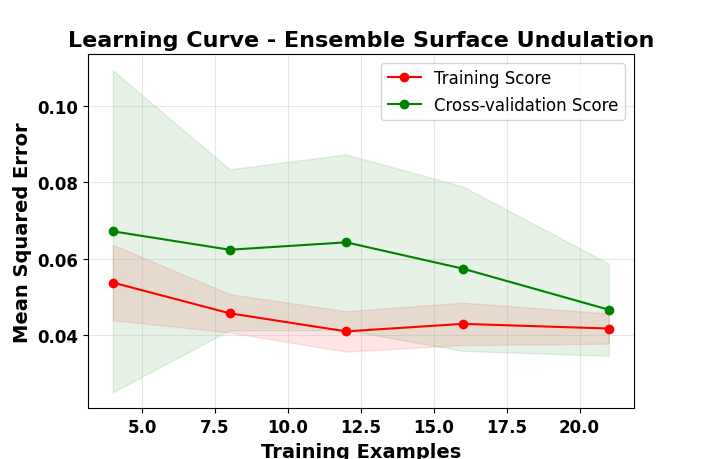 Learning Curve - Ensemble Surface Undulation
Training Score
Cross-validation Score
Mean Squared Error
0.10
0.08
0.06
0.04
5.0 7.5 10.0 12.5 15.0 17.5 20.0
Training Examples